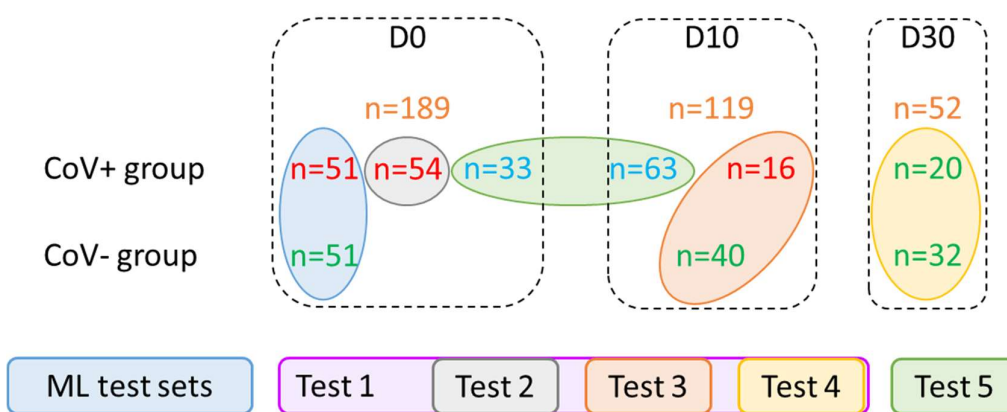 D0 D10 D30
n=189 n=119 n=52
CoV+ group n=51 n=54 n=33 n=63 n=16 n=20
CoV- group n=51 n=40 n=32
ML test sets Test 1 Test 2 Test 3 Test 4 Test 5